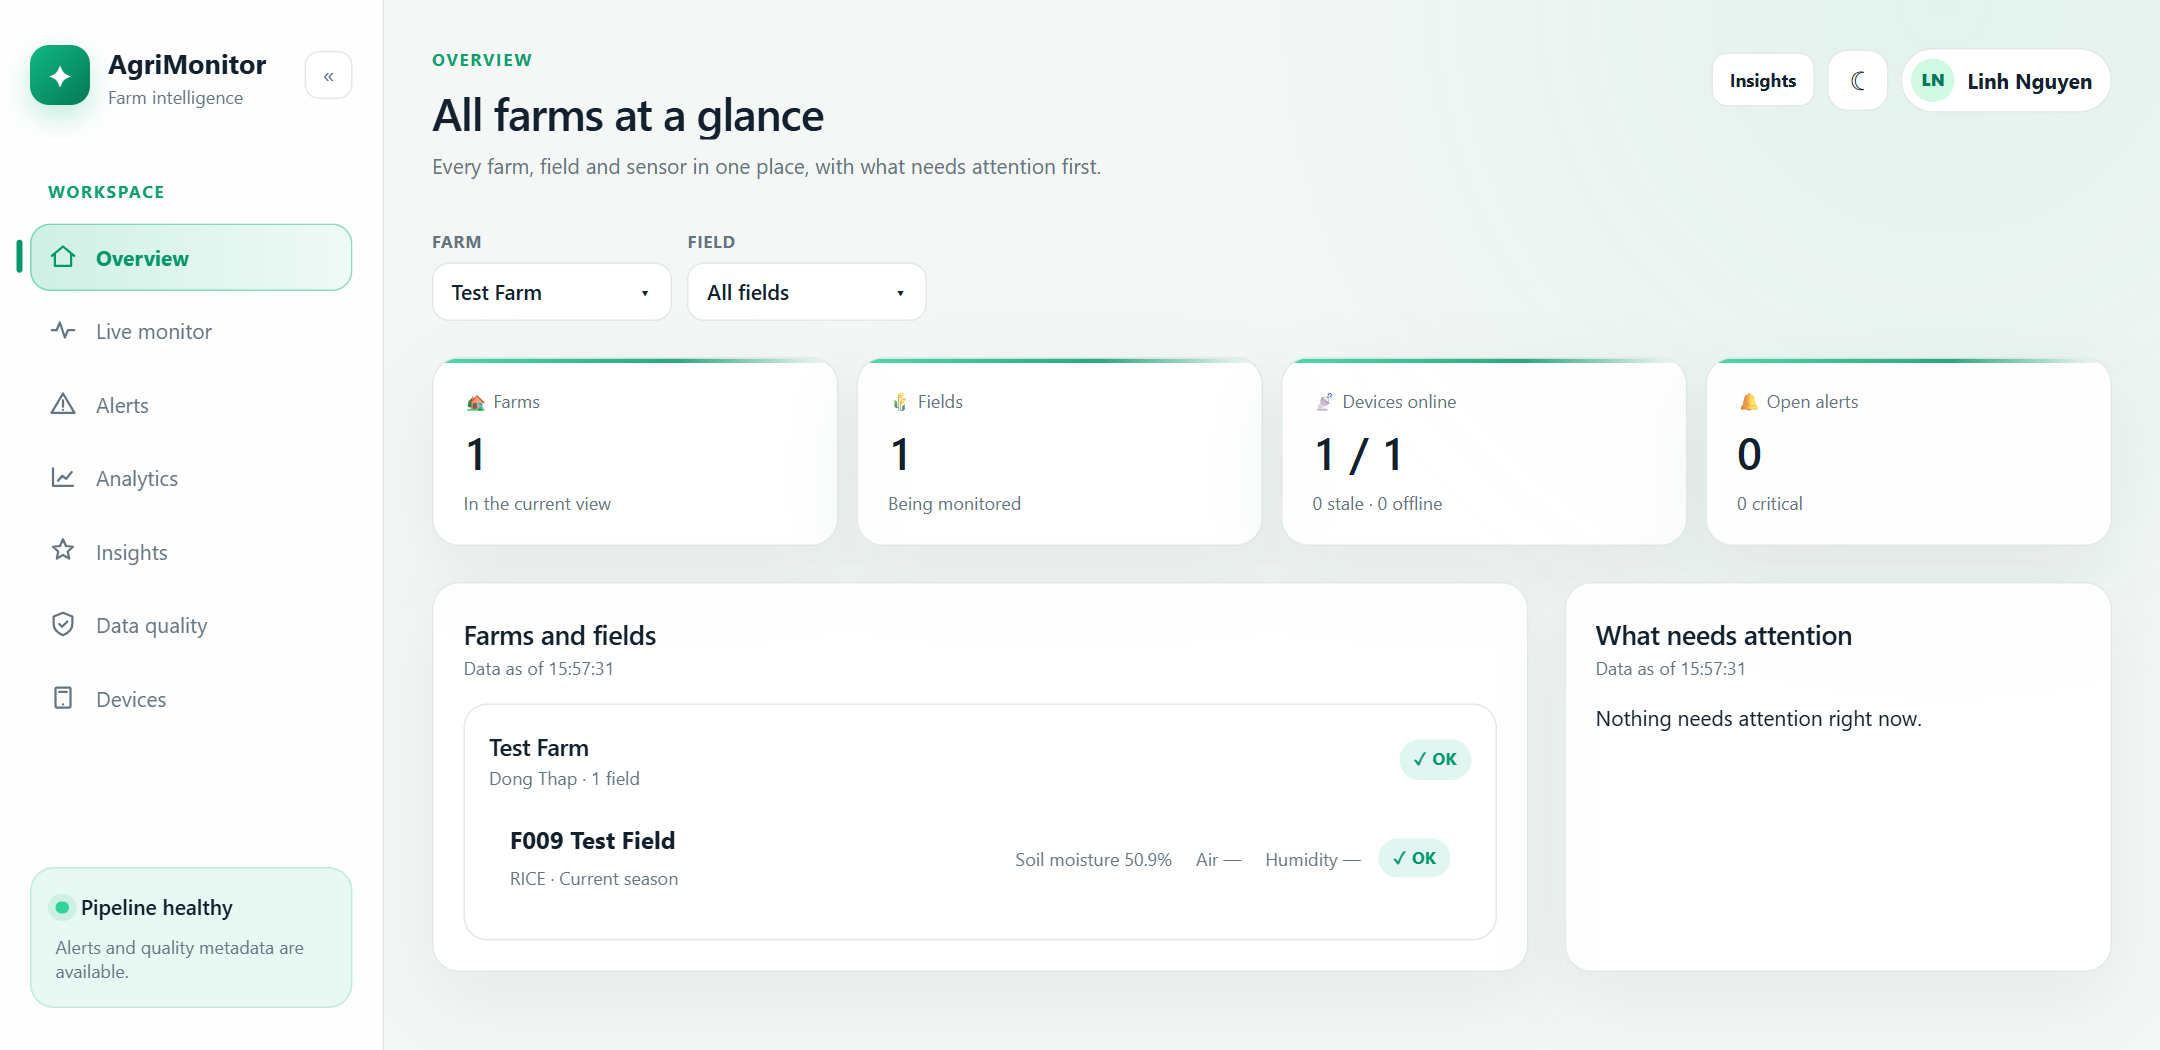 AgriMonitor
Farm intelligence
«
WORKSPACE
Overview
Live monitor
Alerts
Analytics
Insights
Data quality
Devices
Pipeline healthy
Alerts and quality metadata are
available.
OVERVIEW
All farms at a glance
Every farm, field and sensor in one place, with what needs attention first.
Insights
LN Linh Nguyen
FARM
FIELD
Test Farm
All fields
Farms
1
In the current view
Fields
1
Being monitored
Devices online
1 / 1
0 stale · 0 offline
Open alerts
0
0 critical
Farms and fields
Data as of 15:57:31
Test Farm
Dong Thap · 1 field
✓ OK
F009 Test Field
RICE · Current season
Soil moisture 50.9% Air — Humidity — ✓ OK
What needs attention
Data as of 15:57:31
Nothing needs attention right now.